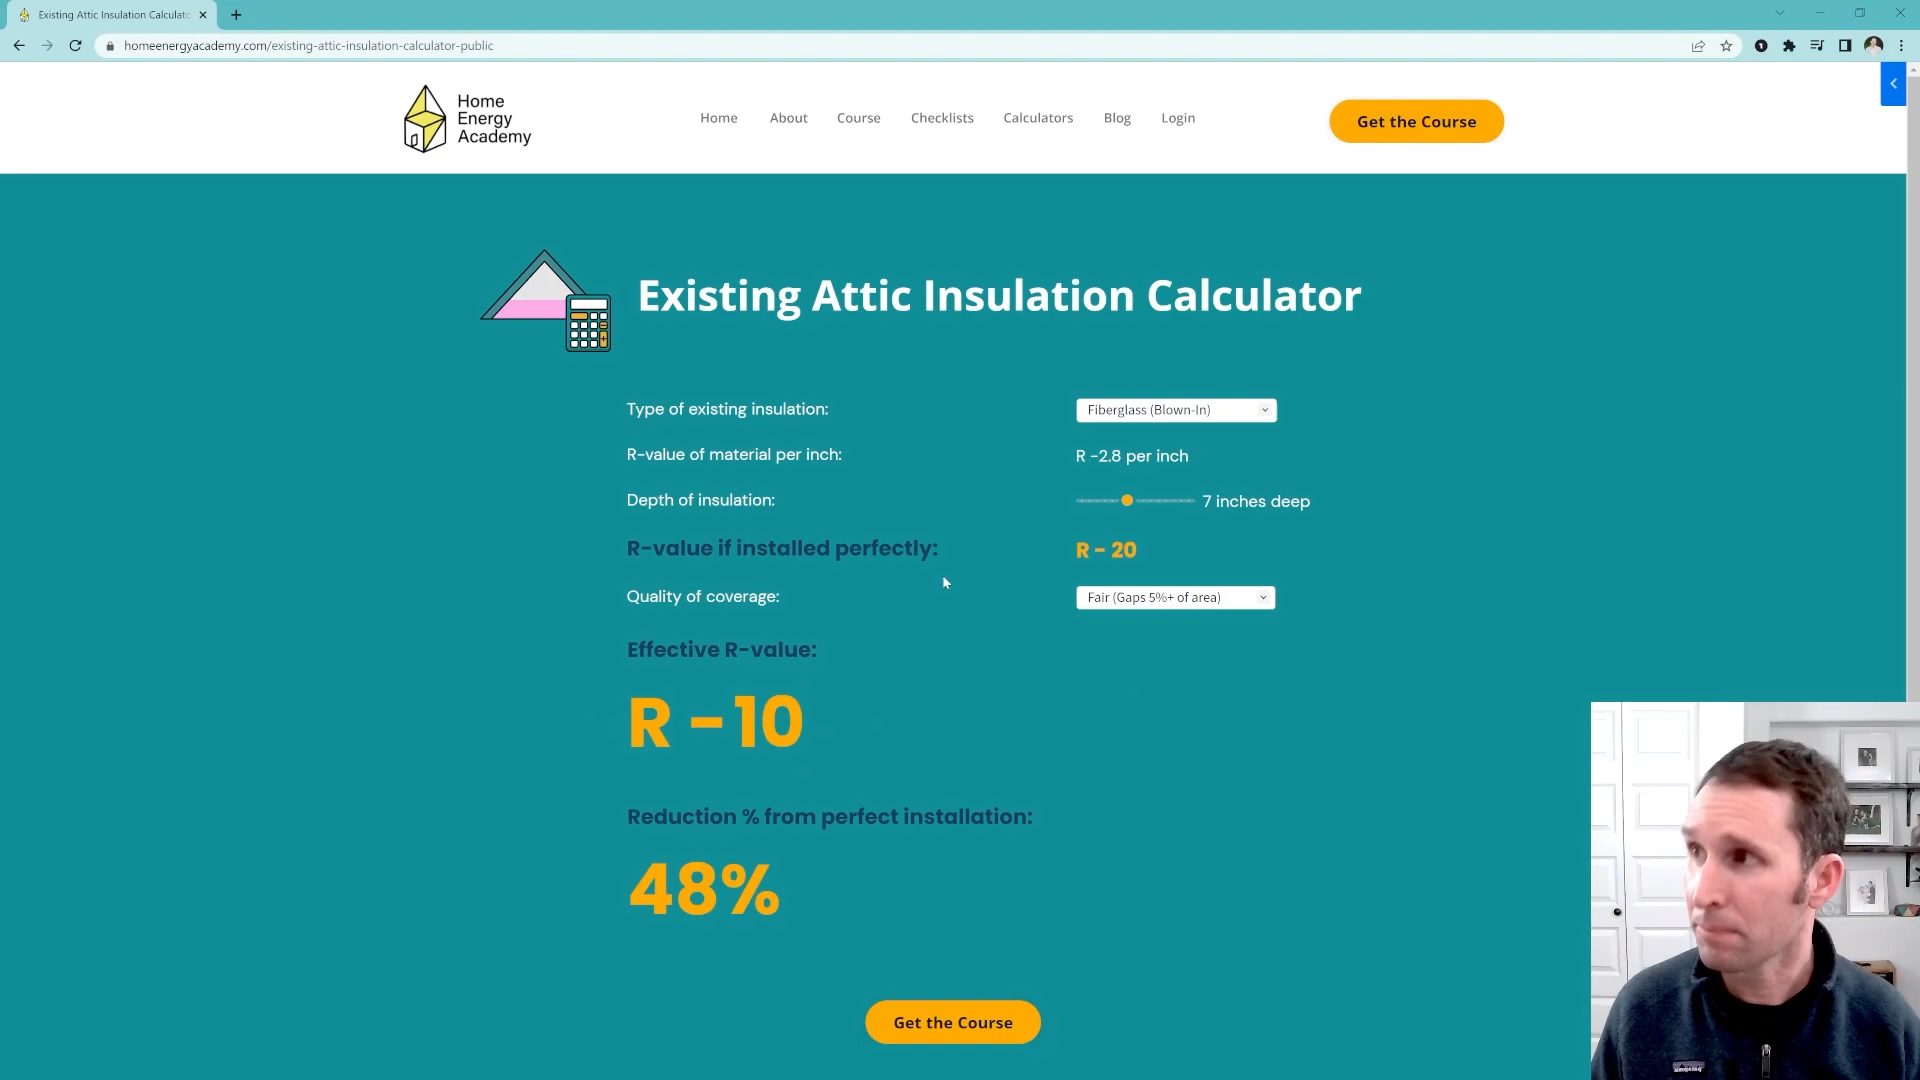 Existing Attic Insulation Calculato
homeenergyacademy.com/existing-attic-insulation-calculator-public
Home
Energy
Academy
Home About Course Checklists Calculators Blog Login
Get the Course
Existing Attic Insulation Calculator
Type of existing insulation: Fiberglass (Blown-In)
R-value of material per inch: R -2.8 per inch
Depth of insulation: 7 inches deep
R-value if installed perfectly: R - 20
Quality of coverage: Fair (Gaps 5%+ of area)
Effective R-value:
R - 10
Reduction % from perfect installation:
48%
Get the Course